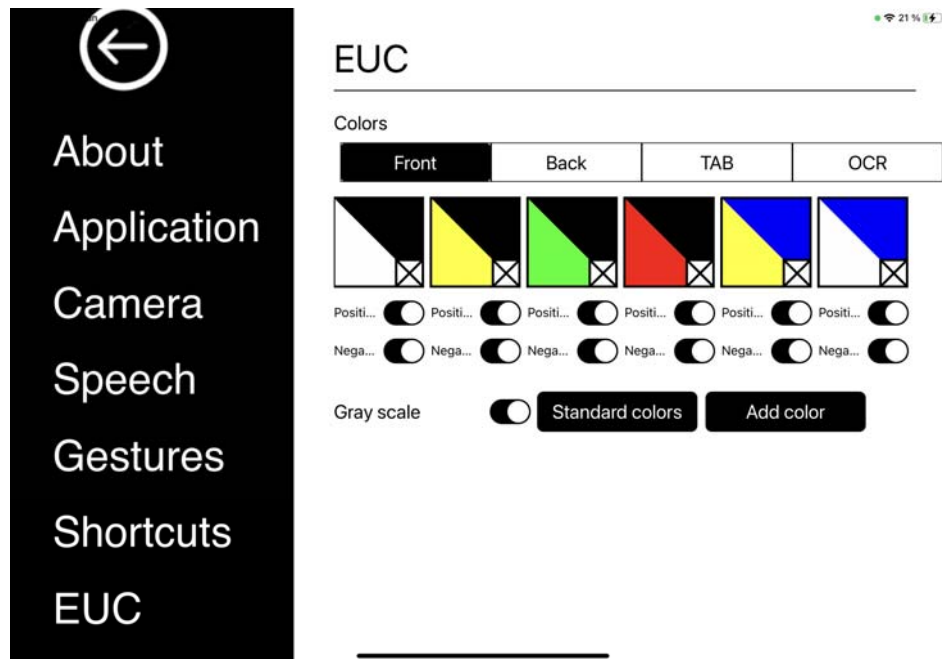 21 %
EUC
Colors
Front Back TAB OCR
Positi... Positi... Positi... Positi... Positi... Positi...
Nega... Nega... Nega... Nega... Nega... Nega...
Gray scale Standard colors Add color
About
Application
Camera
Speech
Gestures
Shortcuts
EUC